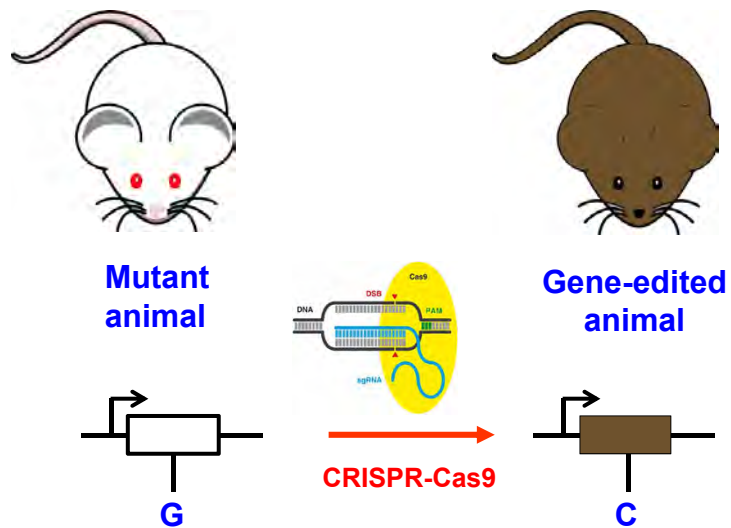 Mutant
animal
Cas9
DSB
DNA
PAM
sgRNA
Gene-edited
animal
CRISPR-Cas9
G
C